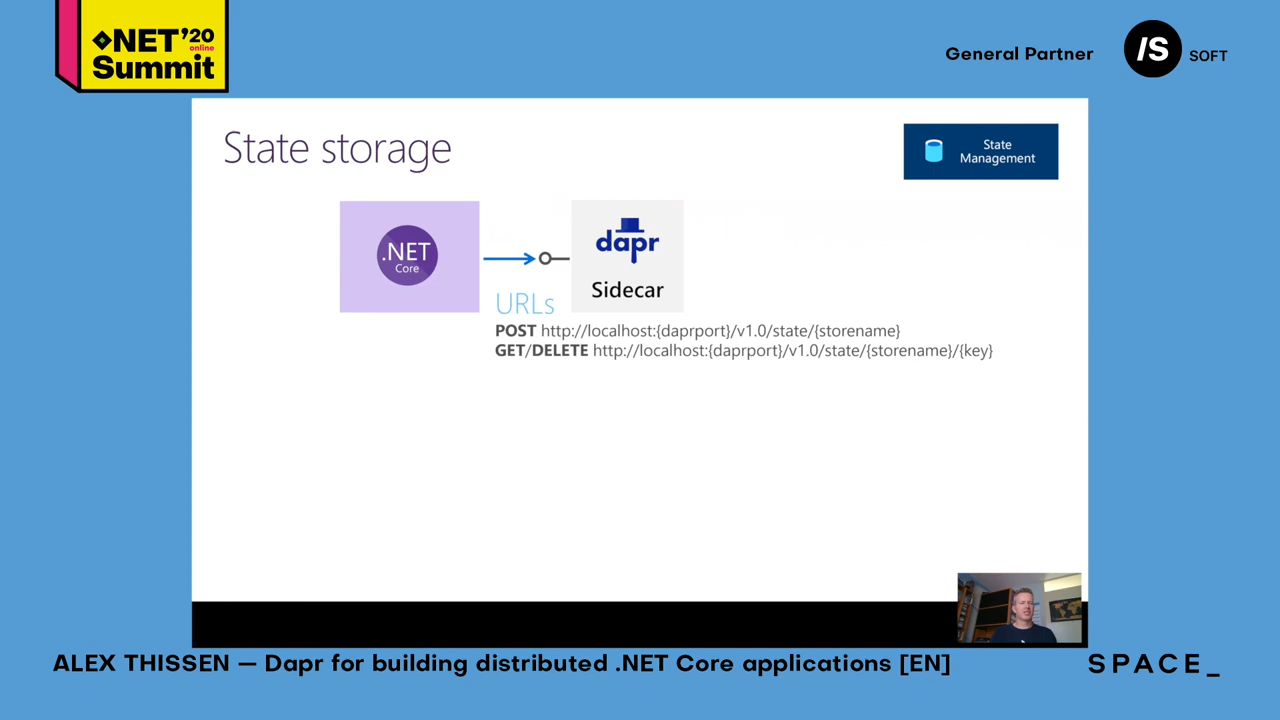 .NET'20
online
Summit
General Partner
/S
SOFT
State storage
State
Management
.NET
Core
dapr
Sidecar
URLs
POST http://localhost:{daprport}/v1.0/state/{storename}
GET/DELETE http://localhost:{daprport}/v1.0/state/{storename}/{key}
ALEX THISSEN — Dapr for building distributed .NET Core applications [EN]
SPACE_